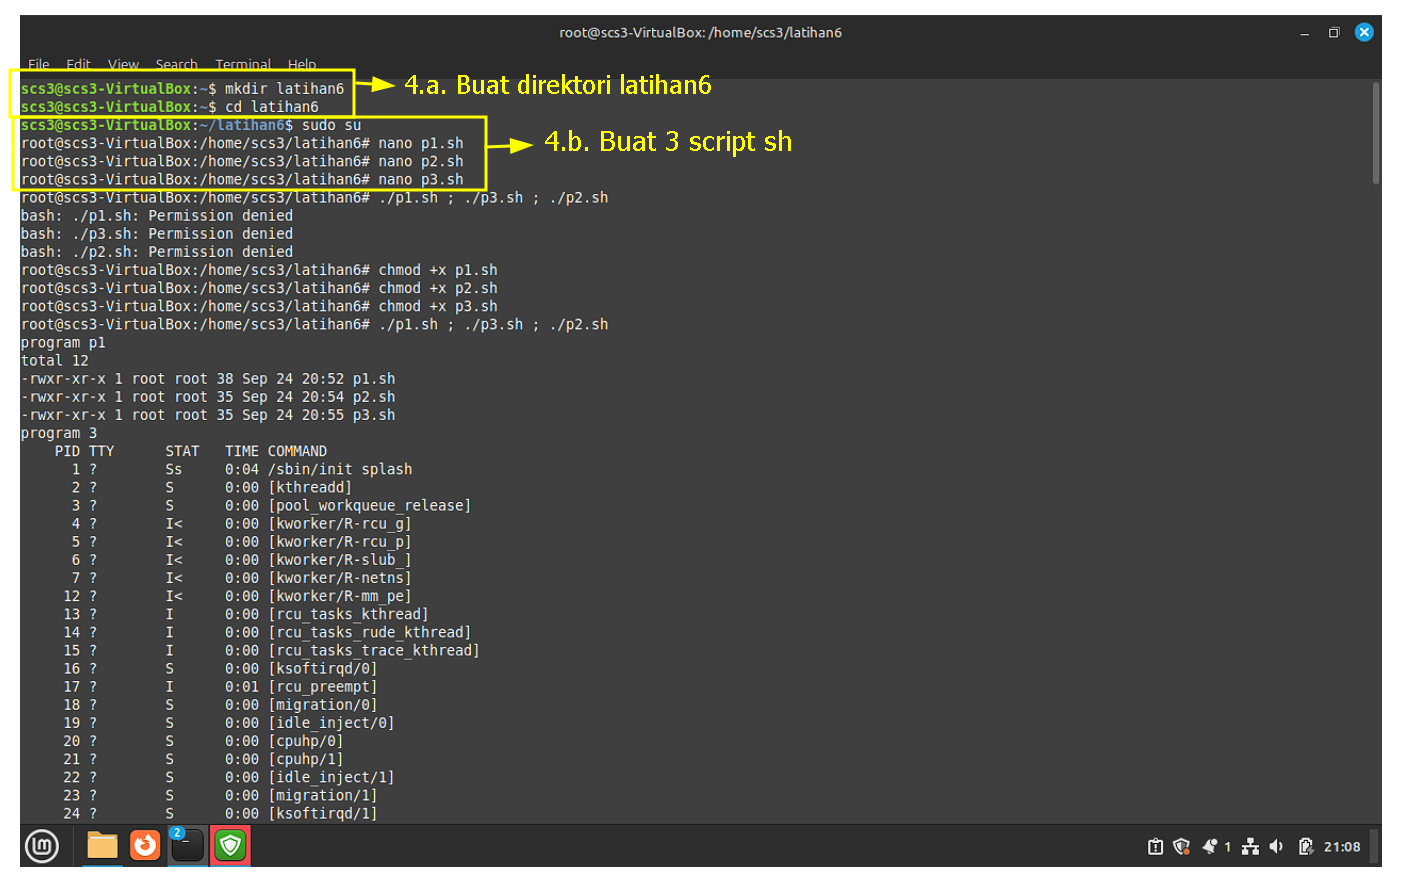 root@scs3-VirtualBox: /home/scs3/latihan6
File Edit View Search Terminal Help
scs3@scs3-VirtualBox:~$ mkdir latihan6
4.a. Buat direktori latihan6
scs3@scs3-VirtualBox:~$ cd latihan6
scs3@scs3-VirtualBox:~/latihan6$ sudo su
root@scs3-VirtualBox:/home/scs3/latihan6# nano p1.sh
4.b. Buat 3 script sh
root@scs3-VirtualBox:/home/scs3/latihan6# nano p2.sh
root@scs3-VirtualBox:/home/scs3/latihan6# nano p3.sh
root@scs3-VirtualBox:/home/scs3/latihan6# ./p1.sh ; ./p3.sh ; ./p2.sh
bash: ./p1.sh: Permission denied
bash: ./p3.sh: Permission denied
bash: ./p2.sh: Permission denied
root@scs3-VirtualBox:/home/scs3/latihan6# chmod +x p1.sh
root@scs3-VirtualBox:/home/scs3/latihan6# chmod +x p2.sh
root@scs3-VirtualBox:/home/scs3/latihan6# chmod +x p3.sh
root@scs3-VirtualBox:/home/scs3/latihan6# ./p1.sh ; ./p3.sh ; ./p2.sh
program p1
total 12
-rwxr-xr-x 1 root root 38 Sep 24 20:52 p1.sh
-rwxr-xr-x 1 root root 35 Sep 24 20:54 p2.sh
-rwxr-xr-x 1 root root 35 Sep 24 20:55 p3.sh
program 3
PID TTY STAT TIME COMMAND
1 ? Ss 0:04 /sbin/init splash
2 ? S 0:00 [kthreadd]
3 ? S 0:00 [pool_workqueue_release]
4 ? I< 0:00 [kworker/R-rcu_g]
5 ? I< 0:00 [kworker/R-rcu_p]
6 ? I< 0:00 [kworker/R-slub_]
7 ? I< 0:00 [kworker/R-netns]
12 ? I< 0:00 [kworker/R-mm_pe]
13 ? I 0:00 [rcu_tasks_kthread]
14 ? I 0:00 [rcu_tasks_rude_kthread]
15 ? I 0:00 [rcu_tasks_trace_kthread]
16 ? S 0:00 [ksoftirqd/0]
17 ? I 0:01 [rcu_preempt]
18 ? S 0:00 [migration/0]
19 ? S 0:00 [idle_inject/0]
20 ? S 0:00 [cpuhp/0]
21 ? S 0:00 [cpuhp/1]
22 ? S 0:00 [idle_inject/1]
23 ? S 0:00 [migration/1]
24 ? S 0:00 [ksoftirqd/1]
2
1 21:08